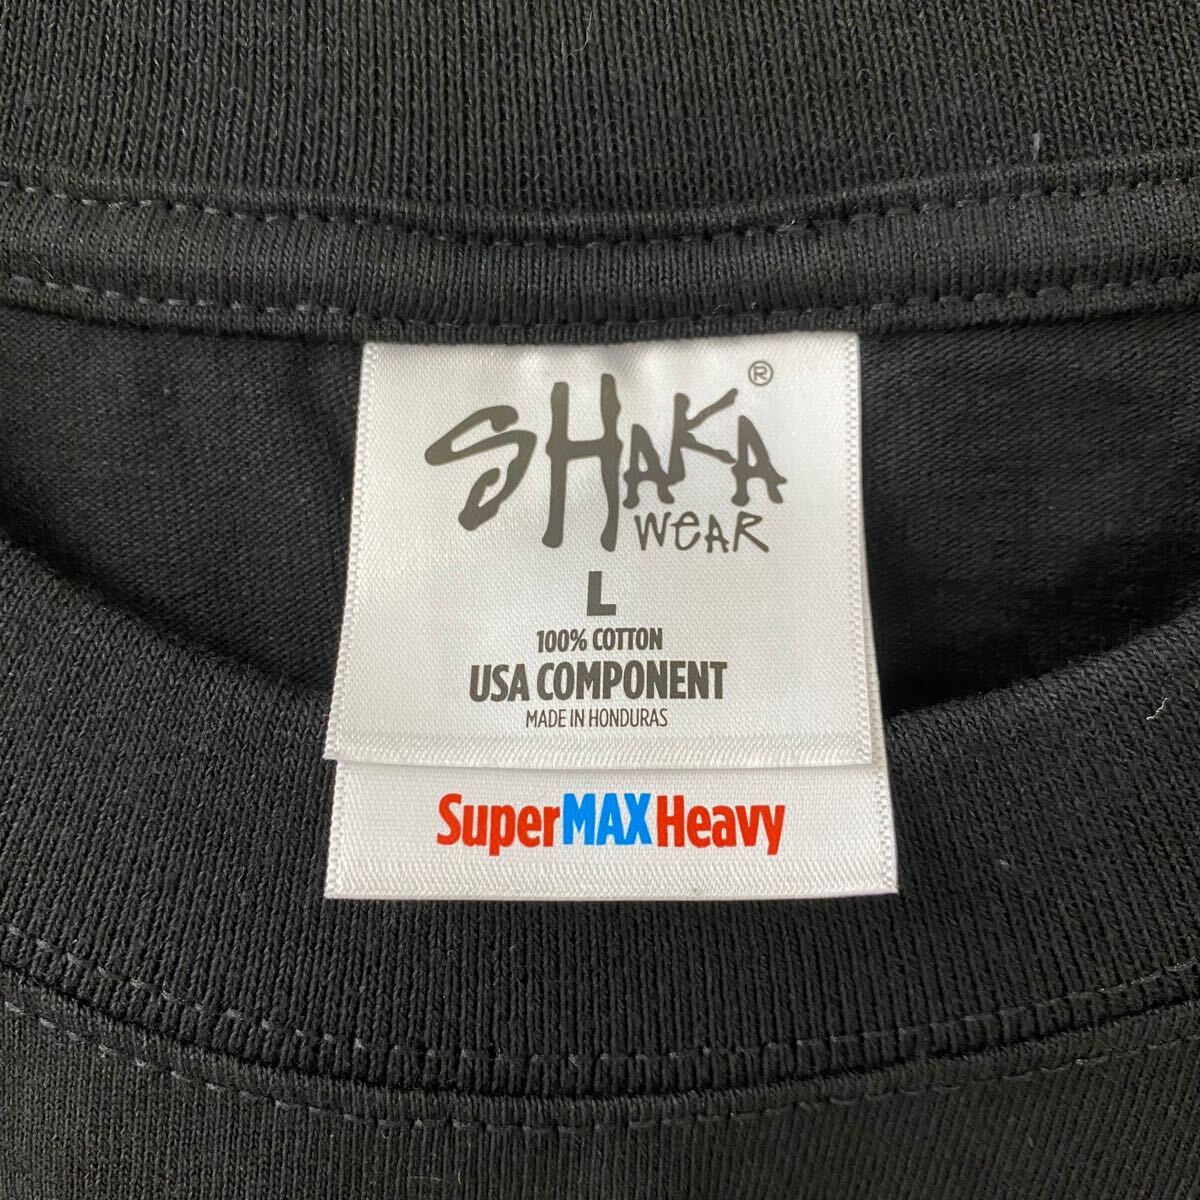 SHAKA®
WEAR
L
100% COTTON
USA COMPONENT
MADE IN HONDURAS
SuperMAXHeavy